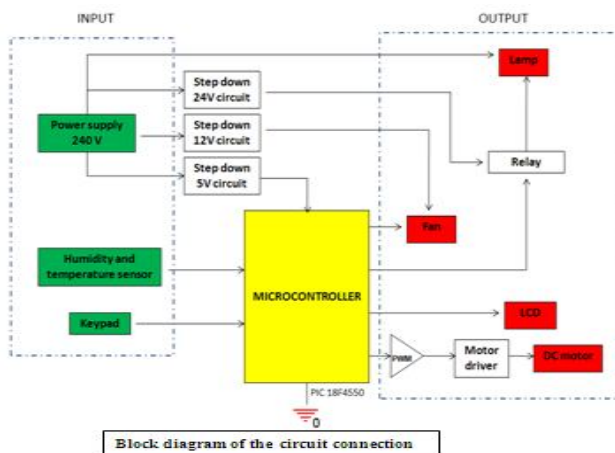 INPUT
OUTPUT
Lamp
Step down
24V circuit
Power supply
240 V
Step down
12V circuit
Relay
Step down
5V circuit
Fan
Humidity and
temperature sensor
MICROCONTROLLER
LCD
Keypad
PWM
Motor
driver
DC motor
PIC 18F4550
0
Block diagram of the circuit connection